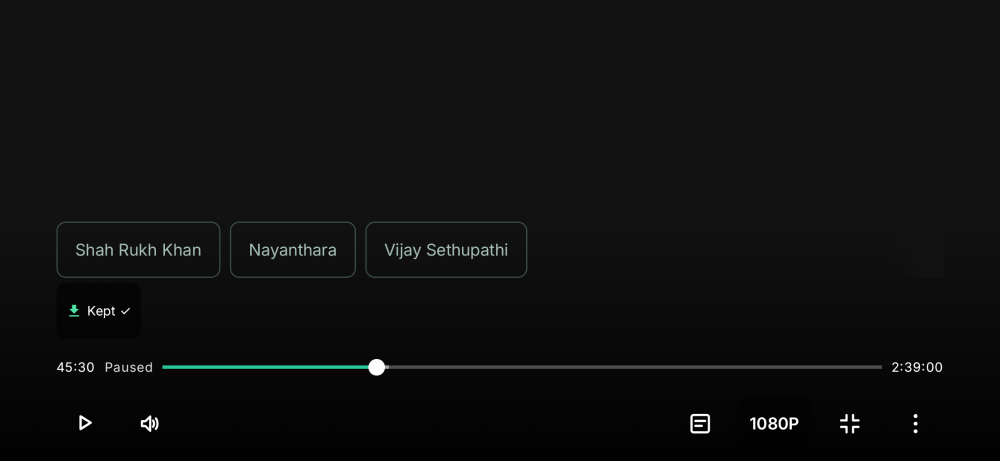 Shah Rukh Khan Nayanthara Vijay Sethupathi
Kept ✓
45:30 Paused 2:39:00
1080P